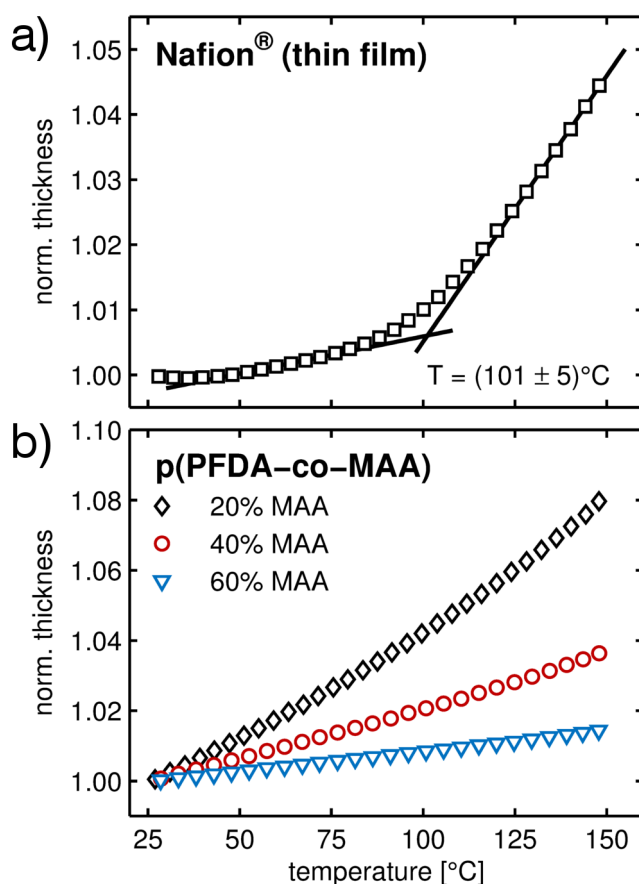 a)
Nafion® (thin film)
norm. thickness
1.05
1.04
1.03
1.02
1.01
1.00
T = (101 ± 5)°C
b)
p(PFDA−co−MAA)
20% MAA
40% MAA
60% MAA
norm. thickness
1.10
1.08
1.06
1.04
1.02
1.00
25 50 75 100 125 150
temperature [°C]